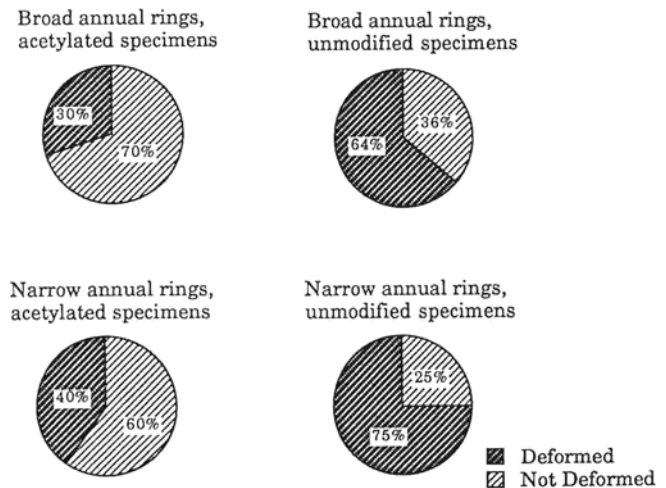 Broad annual rings,
acetylated specimens
30%
70%
Broad annual rings,
unmodified specimens
36%
64%
Narrow annual rings,
acetylated specimens
40%
60%
Narrow annual rings,
unmodified specimens
25%
75%
Deformed
Not Deformed